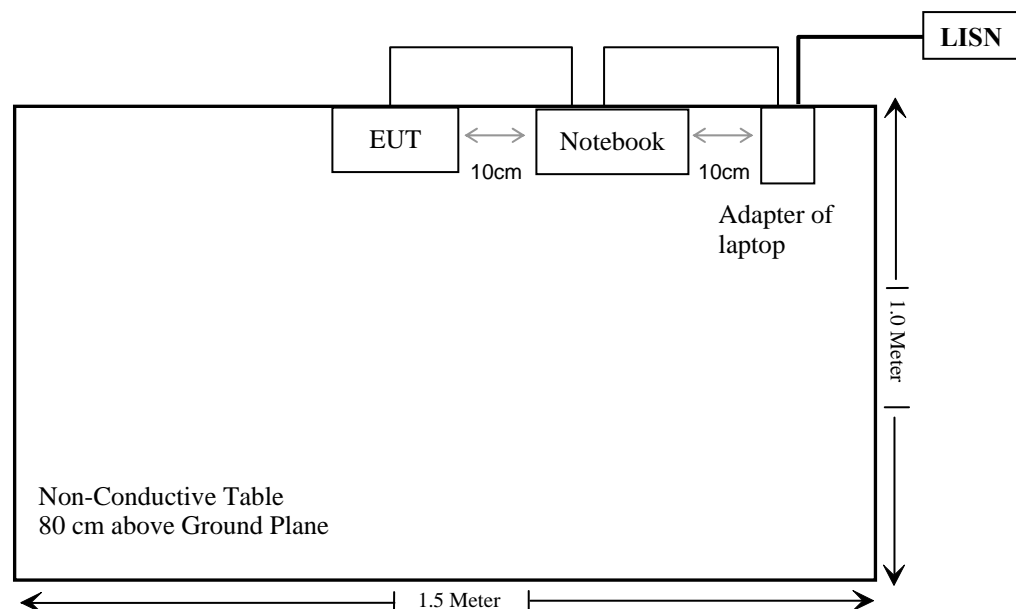 LISN
EUT
Notebook
10cm
10cm
Adapter of
laptop
1.0 Meter
Non-Conductive Table
80 cm above Ground Plane
1.5 Meter